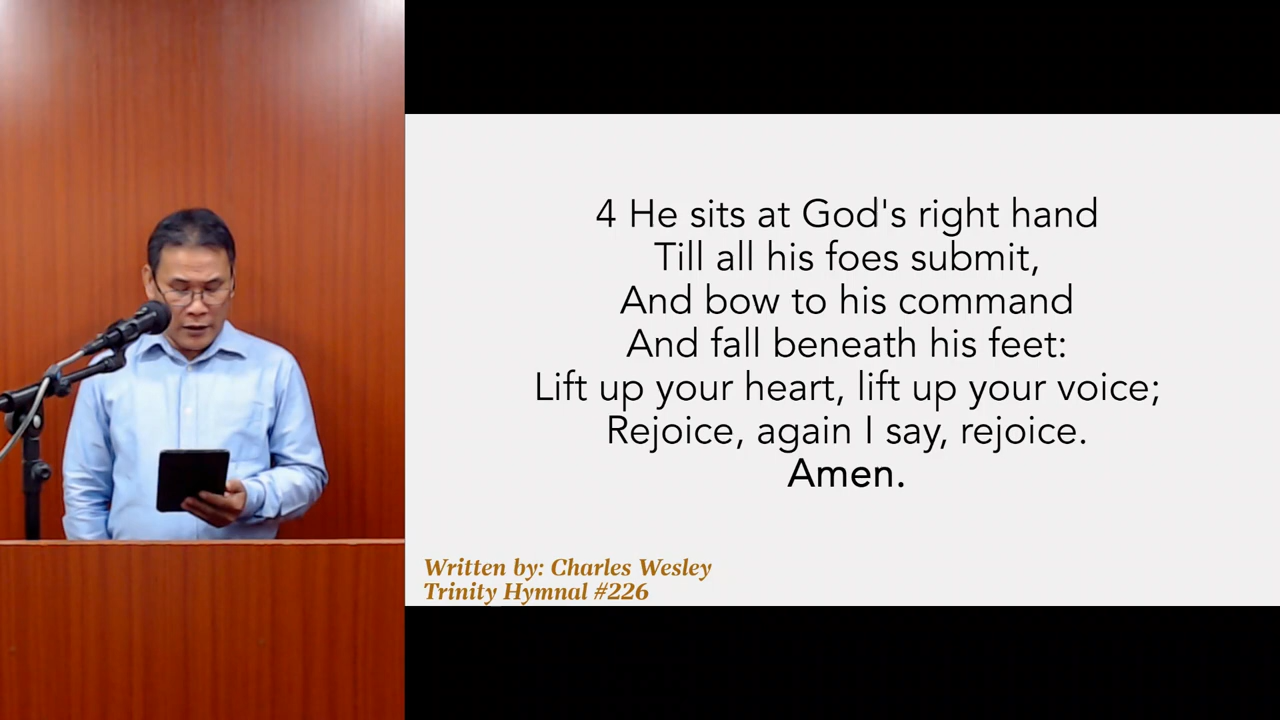 4 He sits at God's right hand
Till all his foes submit,
And bow to his command
And fall beneath his feet:
Lift up your heart, lift up your voice;
Rejoice, again I say, rejoice.
Amen.
Written by: Charles Wesley
Trinity Hymnal #226